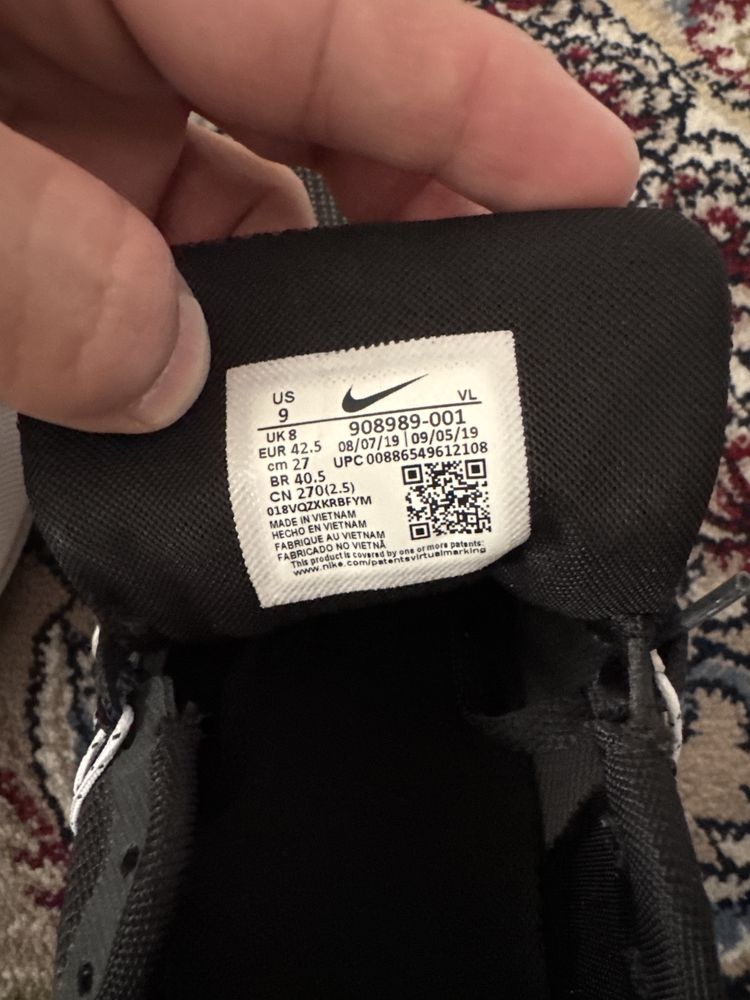 US
9
VL
UK 8
EUR 42.5
cm 27
BR 40.5
CN 270(2.5)
908989-001
08/07/19 | 09/05/19
UPC 00886549612108
018VQZXKRBFYM
MADE IN VIETNAM
HECHO EN VIETNAM
FABRIQUE AU VIETNAM
FABRICADO NO VIETNÃ
This product is covered by one or more patents:
www.nike.com/patentsvirtualmarking